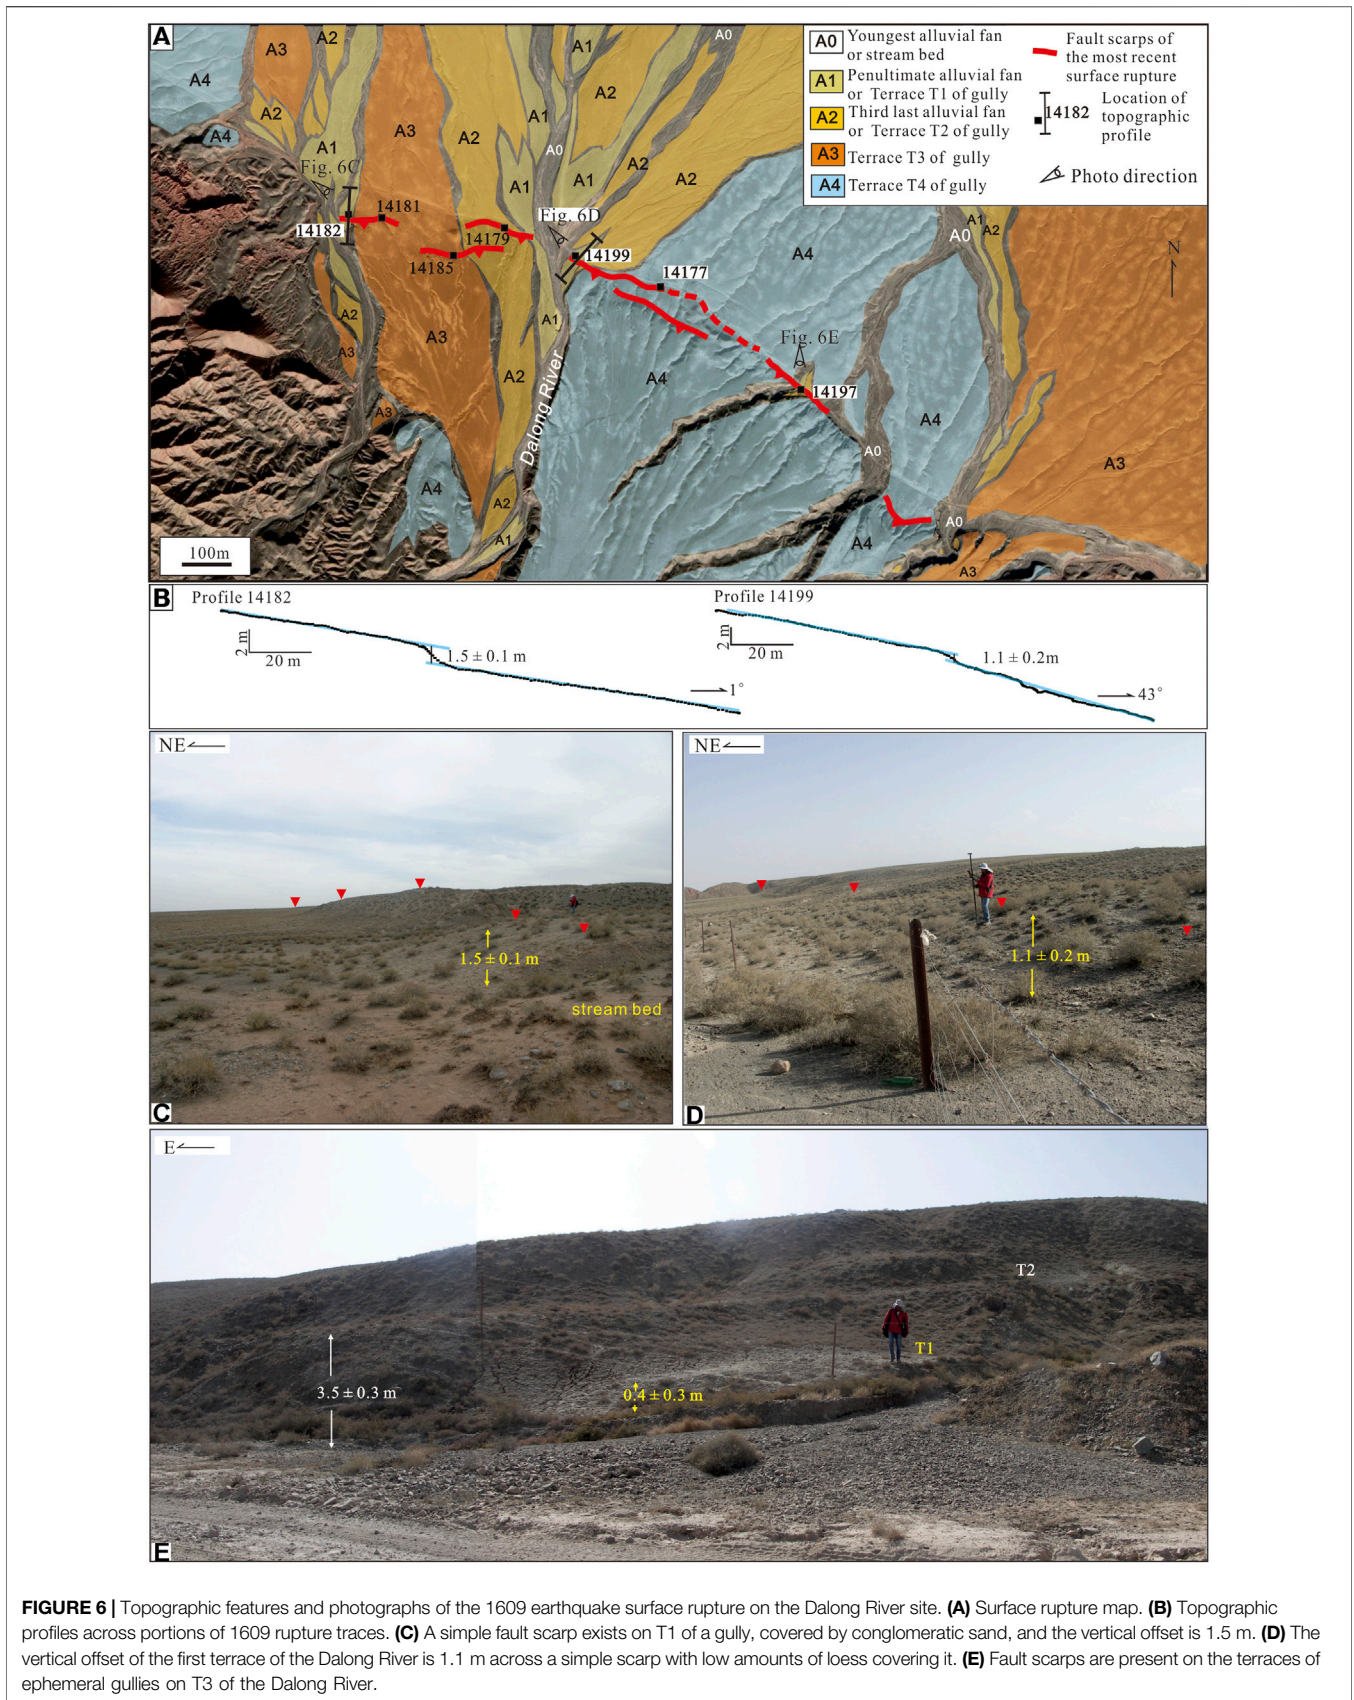 A
A0 Youngest alluvial fan
or stream bed
A1 Penultimate alluvial fan
or Terrace T1 of gully
A2 Third last alluvial fan
or Terrace T2 of gully
A3 Terrace T3 of gully
A4 Terrace T4 of gully
Fault scarps of
the most recent
surface rupture
14182 Location of
topographic
profile
Photo direction
A4
A3
A2
A1
A0
A2
A2
A4
A3
A2
A1
A0
A1
Fig. 6C
A1
A1
A2
A2
14181
14182
14179
14185
Fig. 6D
14199
14177
A4
A0
A1
A2
N
A2
A3
A3
A1
A2
Dalong River
A4
Fig. 6E
14197
A3
A4
A0
A4
A3
A2
A1
A0
A4
A3
100m
B
Profile 14182
2 m
20 m
1.5 ± 0.1 m
1°
Profile 14199
2 m
20 m
1.1 ± 0.2m
43°
NE
1.5 ± 0.1 m
stream bed
C
NE
1.1 ± 0.2 m
D
E
T2
T1
3.5 ± 0.3 m
0.4 ± 0.3 m
E
FIGURE 6 | Topographic features and photographs of the 1609 earthquake surface rupture on the Dalong River site. (A) Surface rupture map. (B) Topographic
profiles across portions of 1609 rupture traces. (C) A simple fault scarp exists on T1 of a gully, covered by conglomeratic sand, and the vertical offset is 1.5 m. (D) The
vertical offset of the first terrace of the Dalong River is 1.1 m across a simple scarp with low amounts of loess covering it. (E) Fault scarps are present on the terraces of
ephemeral gullies on T3 of the Dalong River.